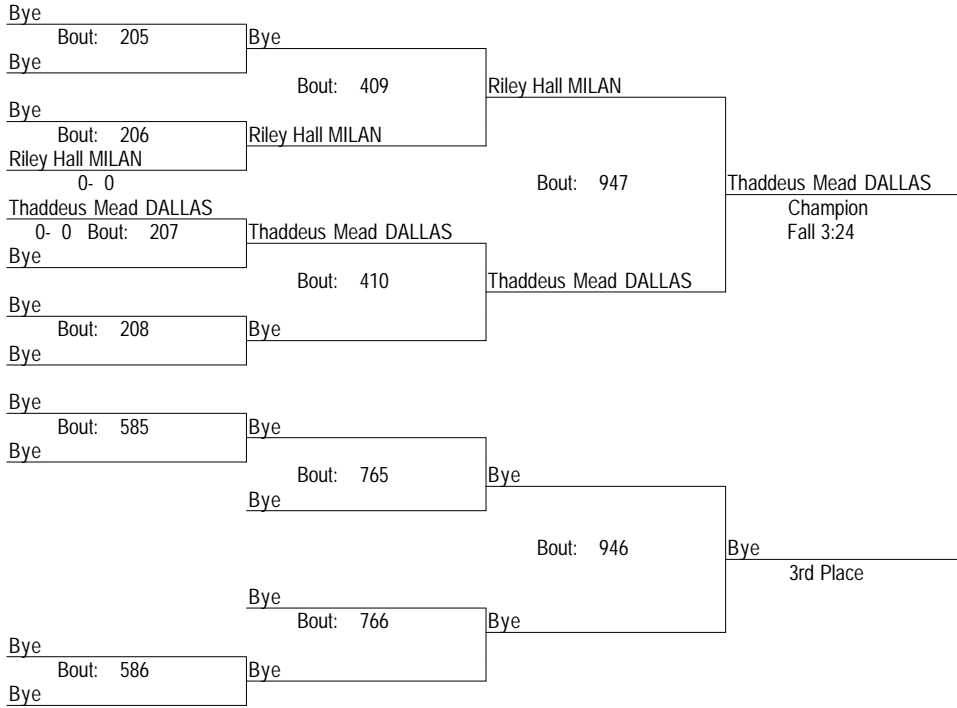 Bye
Bout: 205 Bye
Bye
Bout: 409 Riley Hall MILAN
Bye
Bout: 206 Riley Hall MILAN
Riley Hall MILAN
0- 0 Bout: 947 Thaddeus Mead DALLAS
Thaddeus Mead DALLAS Champion
0- 0 Bout: 207 Thaddeus Mead DALLAS Fall 3:24
Bye
Bout: 410 Thaddeus Mead DALLAS
Bye
Bout: 208 Bye
Bye
Bye
Bout: 585 Bye
Bye
Bout: 765 Bye
Bye
Bout: 946 Bye
3rd Place
Bye
Bout: 766 Bye
Bye
Bout: 586 Bye
Bye